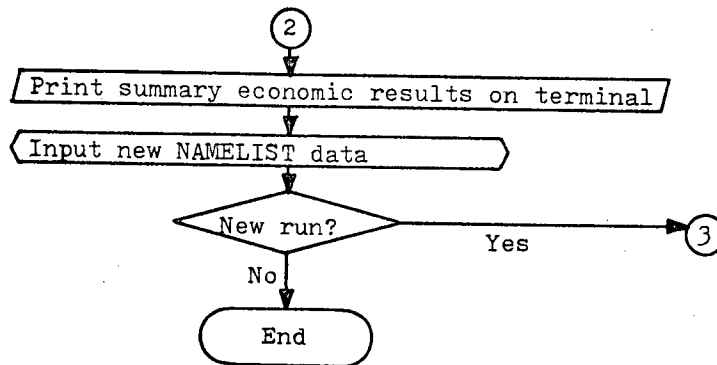 2
Print summary economic results on terminal
Input new NAMELIST data
New run?
Yes
3
No
End